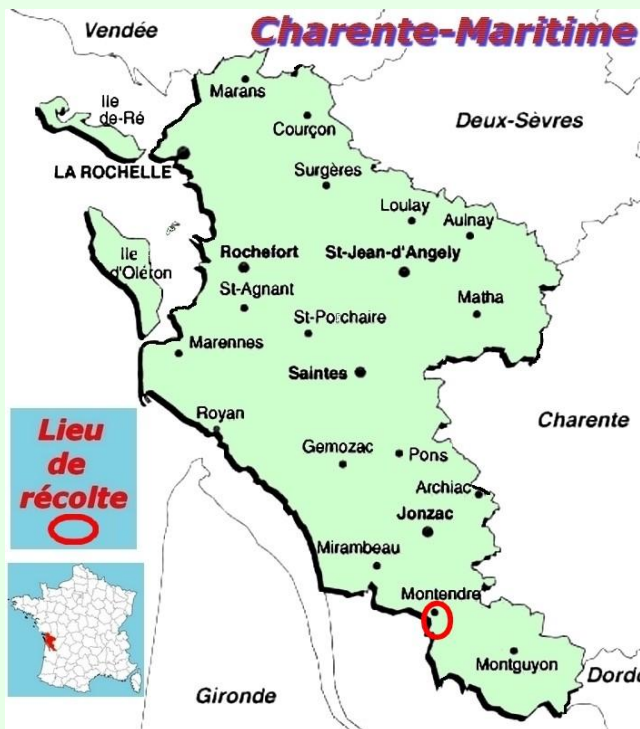 Vendée
Charente-Maritime
Marans
Ile
de-Ré
Courçon
Deux-Sèvres
LA ROCHELLE
Surgères
Loulay
Aulnay
Ile
d'Oléron
Rochefort
St-Jean-d'Angely
St-Agnant
Matha
St-Porchaire
Marennes
Saintes
Royan
Charente
Lieu
de
récolte
Gemozac
Pons
Archiac
Jonzac
Mirambeau
Montendre
Montguyon
Dord
Gironde